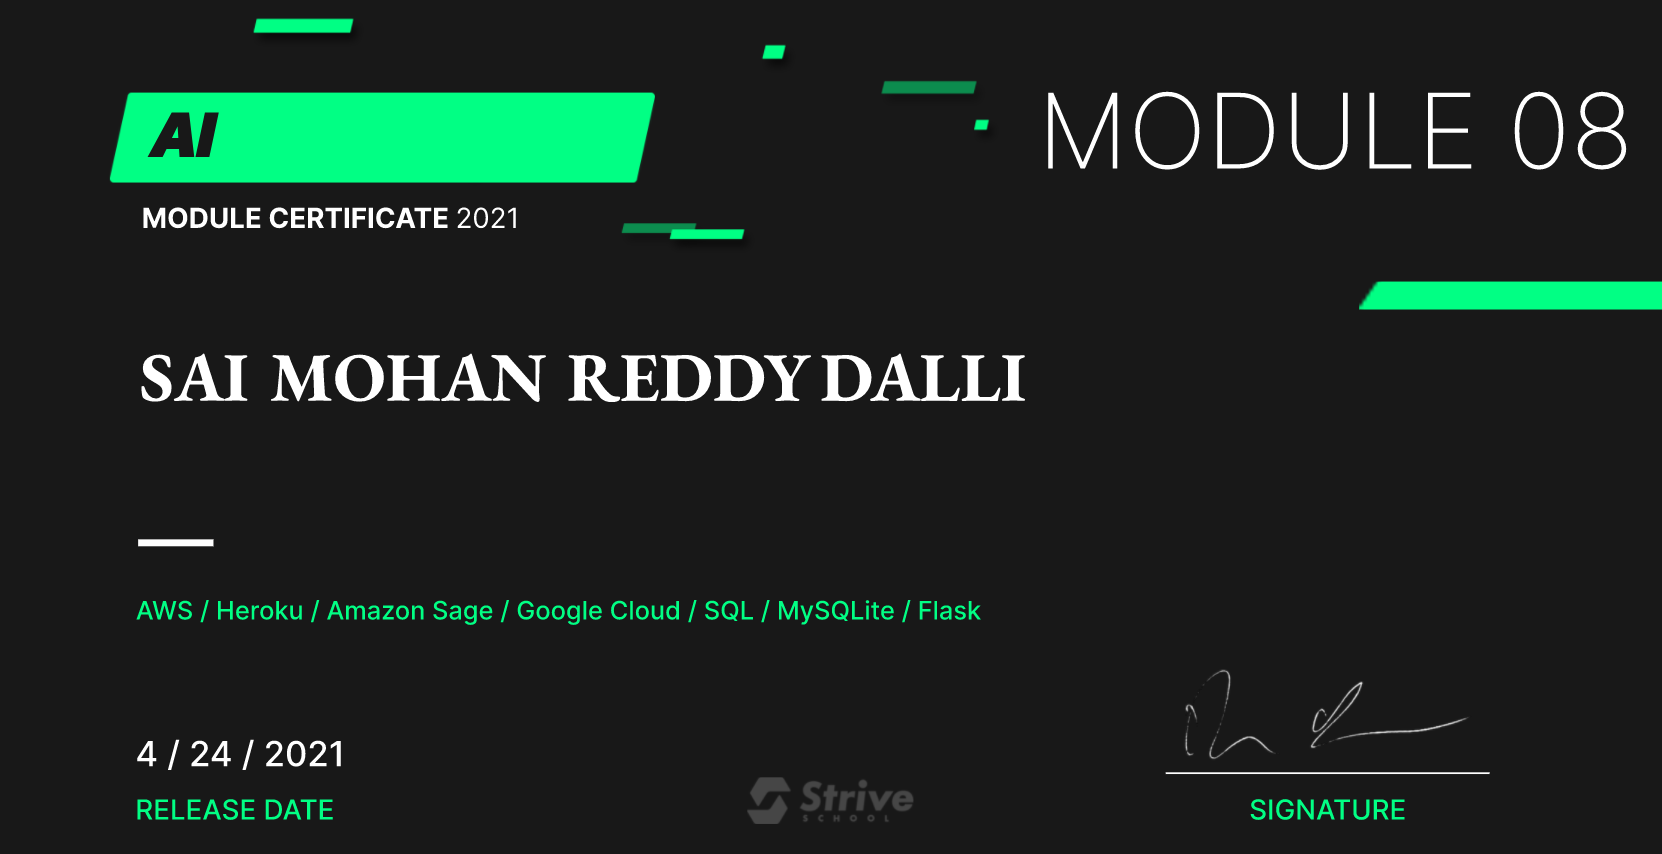 AI
MODULE 08
MODULE CERTIFICATE 2021
SAI MOHAN REDDY DALLI
AWS / Heroku / Amazon Sage / Google Cloud / SQL / MySQLite / Flask
4 / 24 / 2021
RELEASE DATE
Strive
SCHOOL
SIGNATURE